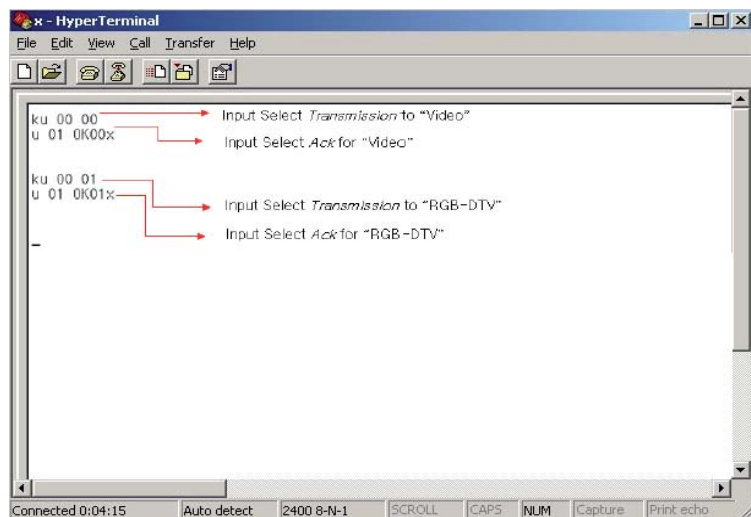 x - HyperTerminal
File Edit View Call Transfer Help
ku 00 00 Input Select Transmission to "Video"
u 01 0K00x Input Select Ack for "Video"
ku 00 01
u 01 0K01x Input Select Transmission to "RGB-DTV"
Input Select Ack for "RGB-DTV"
Connected 0:04:15 Auto detect 2400 8-N-1 SCROLL CAPS NUM Capture Print echo